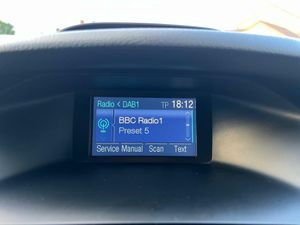 Radio < DAB1 TP 18:12
BBC Radio1
Preset 5
Service Manual Scan Text